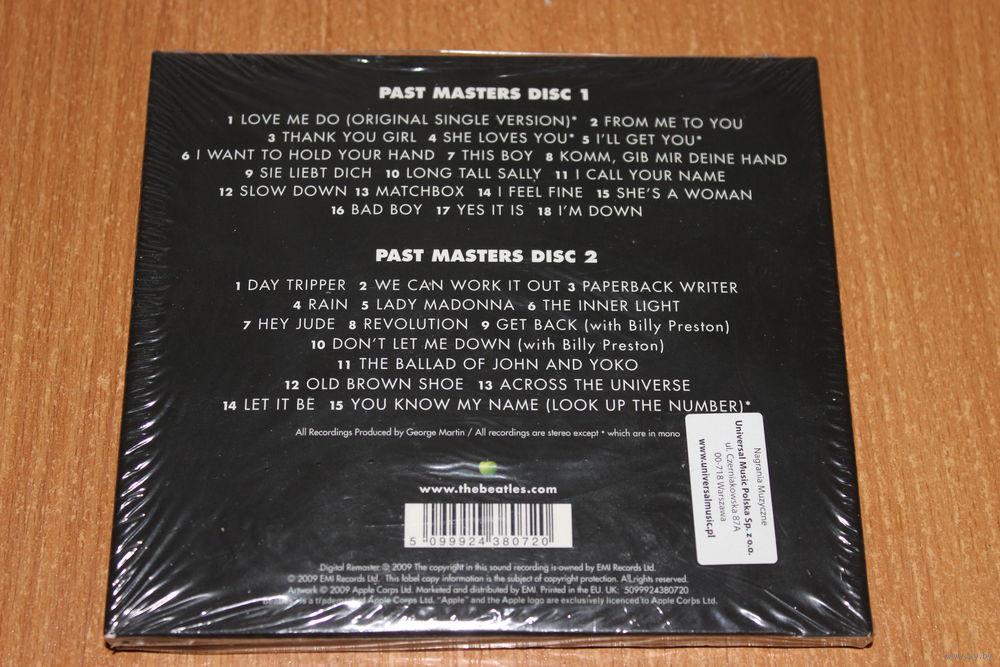 PAST MASTERS DISC 1
1 LOVE ME DO (ORIGINAL SINGLE VERSION)* 2 FROM ME TO YOU
3 THANK YOU GIRL 4 SHE LOVES YOU* 5 I'LL GET YOU*
6 I WANT TO HOLD YOUR HAND 7 THIS BOY 8 KOMM, GIB MIR DEINE HAND
9 SIE LIEBT DICH 10 LONG TALL SALLY 11 I CALL YOUR NAME
12 SLOW DOWN 13 MATCHBOX 14 I FEEL FINE 15 SHE'S A WOMAN
16 BAD BOY 17 YES IT IS 18 I'M DOWN
PAST MASTERS DISC 2
1 DAY TRIPPER 2 WE CAN WORK IT OUT 3 PAPERBACK WRITER
4 RAIN 5 LADY MADONNA 6 THE INNER LIGHT
7 HEY JUDE 8 REVOLUTION 9 GET BACK (with Billy Preston)
10 DON'T LET ME DOWN (with Billy Preston)
11 THE BALLAD OF JOHN AND YOKO
12 OLD BROWN SHOE 13 ACROSS THE UNIVERSE
14 LET IT BE 15 YOU KNOW MY NAME (LOOK UP THE NUMBER)*
All Recordings Produced by George Martin / All recordings are stereo except * which are in mono
www.thebeatles.com
5 099924 380720
Digital Remaster ℗ 2009 The copyright in this sound recording is owned by EMI Records Ltd.
© 2009 EMI Records Ltd. This label copy information is the subject of copyright protection. All rights reserved.
Artwork © 2009 Apple Corps Ltd. Marketed and distributed by EMI. Printed in the EU. UK: 5099924380720
"Beatles" is a trademark of Apple Corps Ltd. "Apple" and the Apple logo are exclusively licenced to Apple Corps Ltd.
Nagrania Muzyczne
Universal Music Polska Sp. z o.o.
ul. Czerniakowska 87A
00-718 Warszawa
www.universalmusic.pl